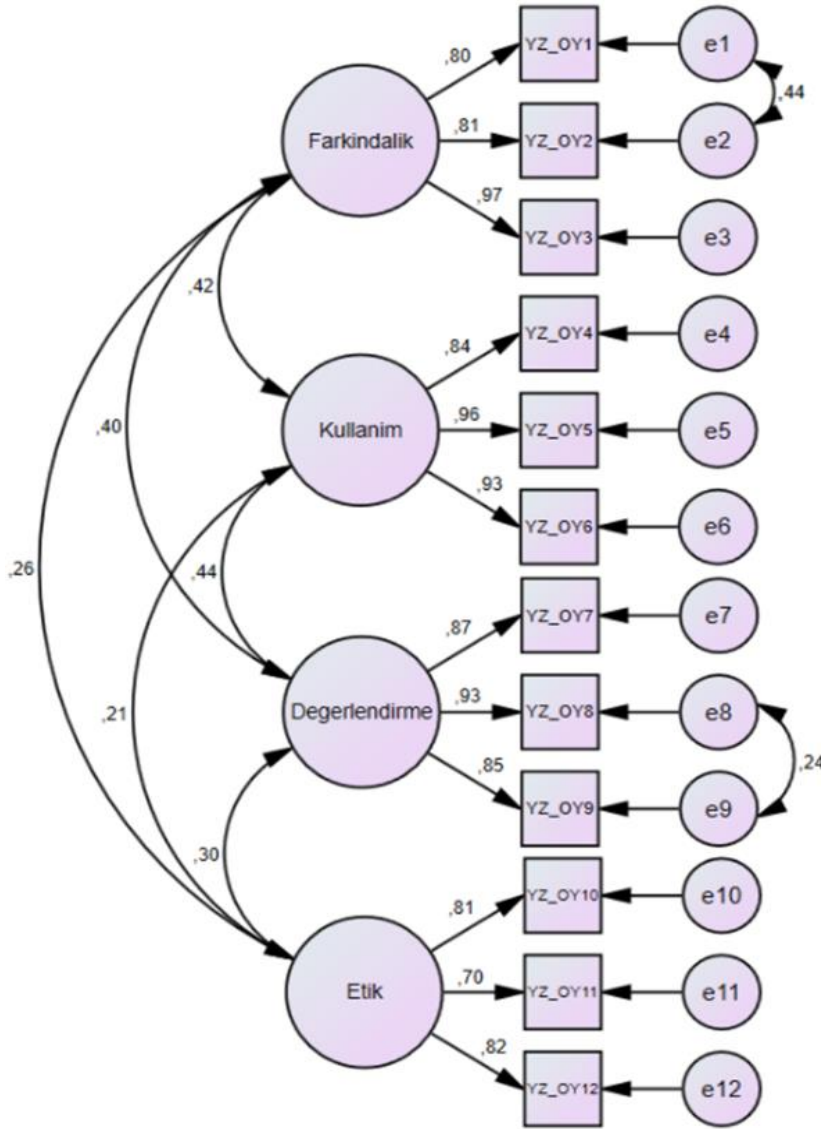 YZ_OY1
e1
,80
,44
Farkindalik
,81
YZ_OY2
e2
,97
YZ_OY3
e3
,42
,84
YZ_OY4
e4
,40
Kullanim
,96
YZ_OY5
e5
,93
YZ_OY6
e6
,26
,44
,87
YZ_OY7
e7
,21
Degerlendirme
,93
YZ_OY8
e8
,24
,85
YZ_OY9
e9
,30
,81
YZ_OY10
e10
Etik
,70
YZ_OY11
e11
,82
YZ_OY12
e12